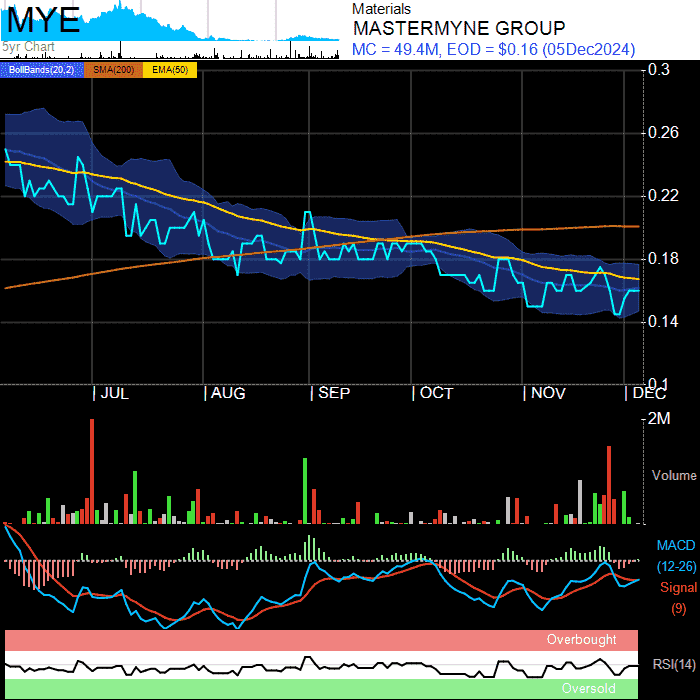 MYE
5yr Chart
Materials
MASTERMYNE GROUP
MC = 49.4M, EOD = $0.16 (05Dec2024)
BollBands(20,2) SMA(200) EMA(50)
0.3
0.26
0.22
0.18
0.14
0.1
JUL AUG SEP OCT NOV DEC
2M
Volume
MACD
(12-26)
Signal
(9)
Overbought
RSI(14)
Oversold